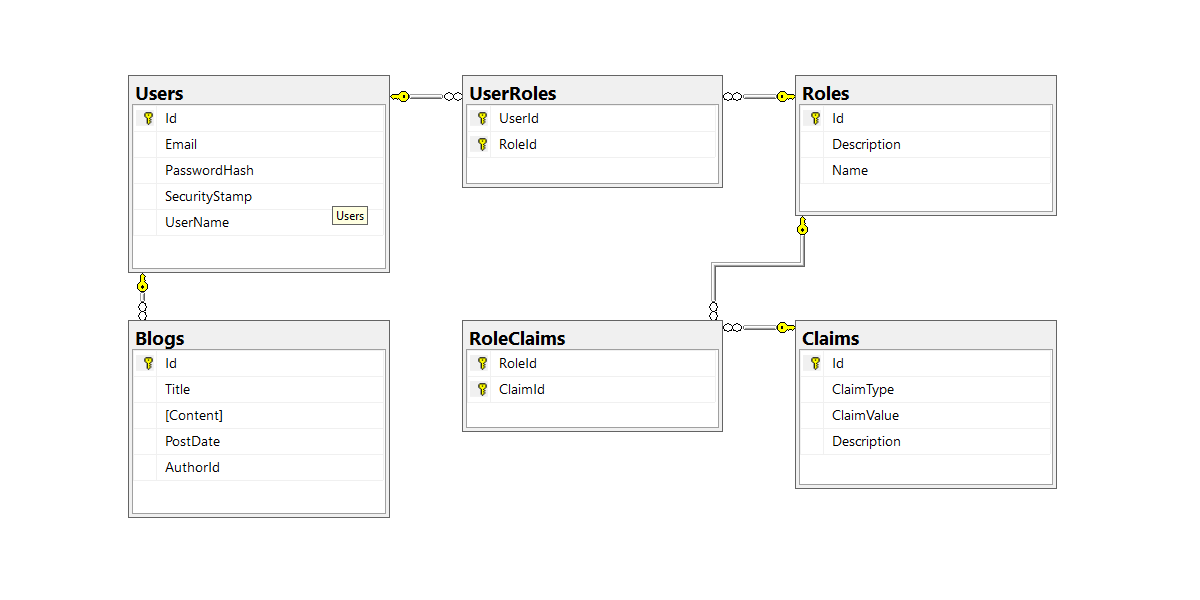 Users
Id
Email
PasswordHash
SecurityStamp
UserName
Users
UserRoles
UserId
RoleId
Roles
Id
Description
Name
Blogs
Id
Title
[Content]
PostDate
AuthorId
RoleClaims
RoleId
ClaimId
Claims
Id
ClaimType
ClaimValue
Description